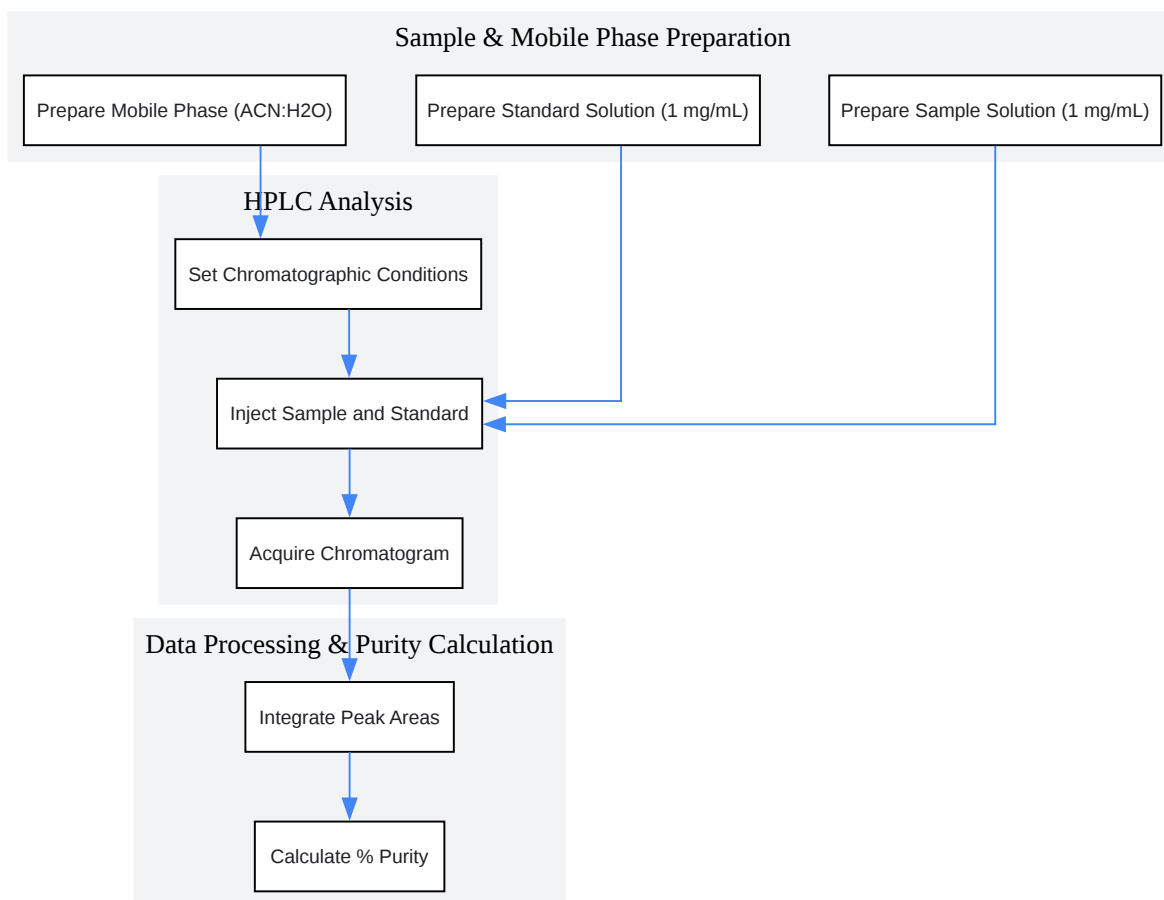 Sample & Mobile Phase Preparation
Prepare Mobile Phase (ACN:H2O)
Prepare Standard Solution (1 mg/mL)
Prepare Sample Solution (1 mg/mL)
HPLC Analysis
Set Chromatographic Conditions
Inject Sample and Standard
Acquire Chromatogram
Data Processing & Purity Calculation
Integrate Peak Areas
Calculate % Purity